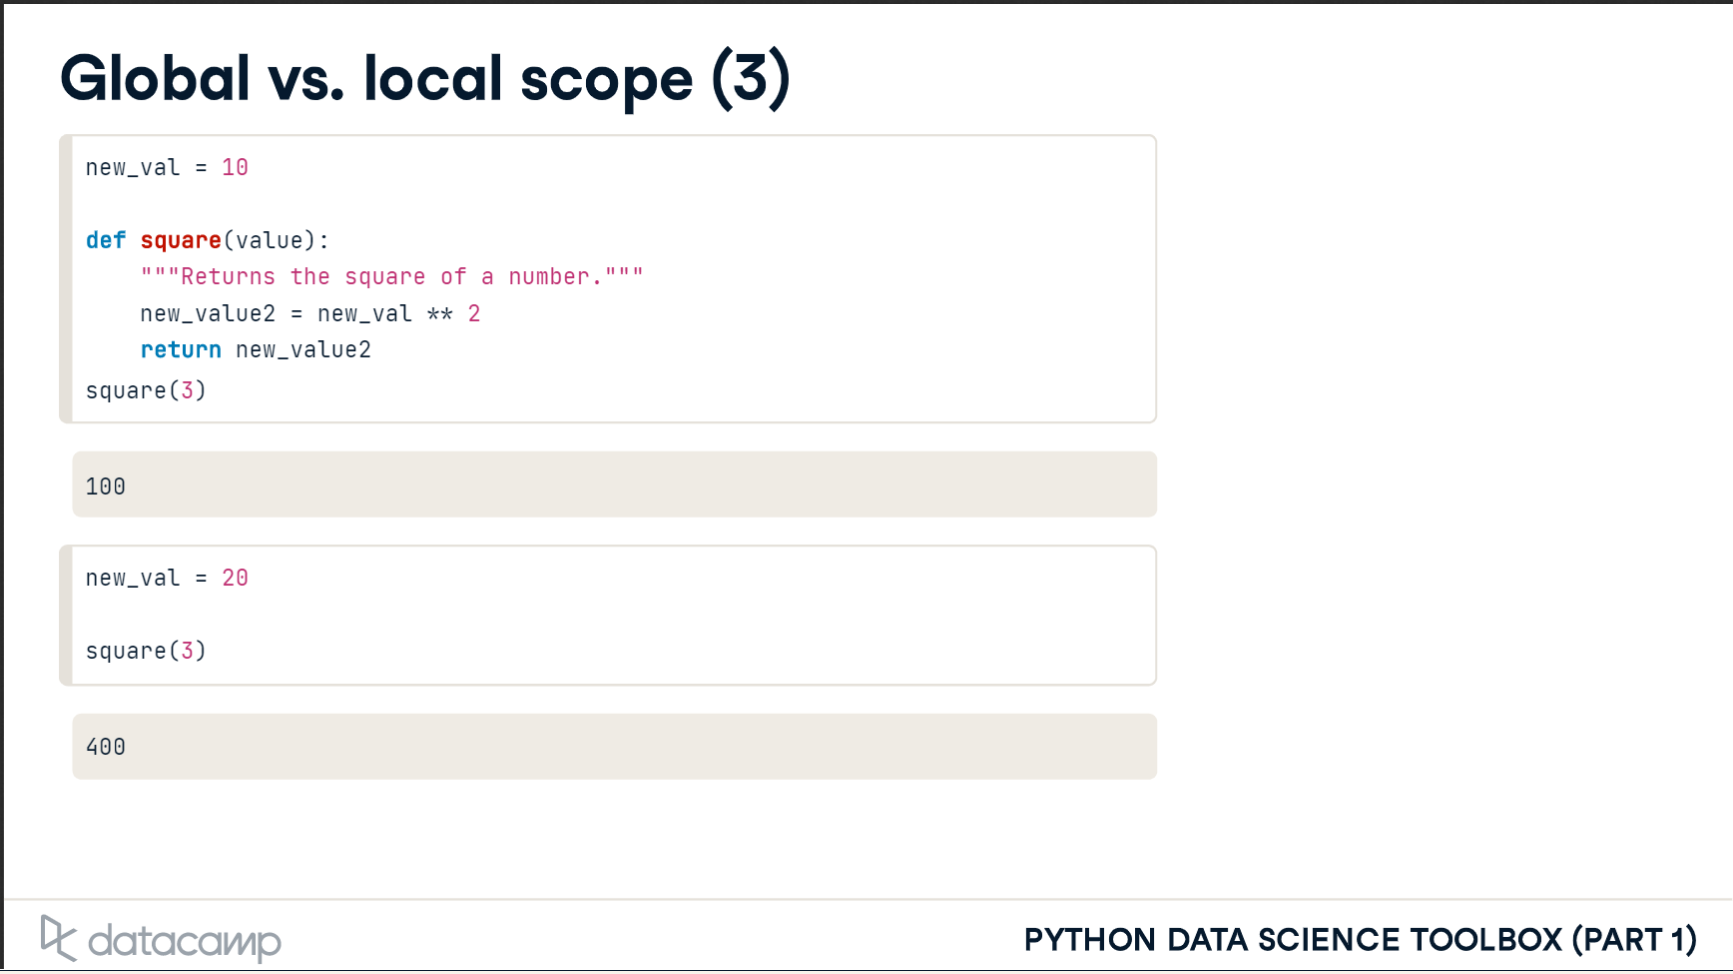 Global vs. local scope (3)
new_val = 10
def square(value):
    """Returns the square of a number."""
    new_value2 = new_val ** 2
    return new_value2
square(3)
100
new_val = 20
square(3)
400
datacamp
PYTHON DATA SCIENCE TOOLBOX (PART 1)